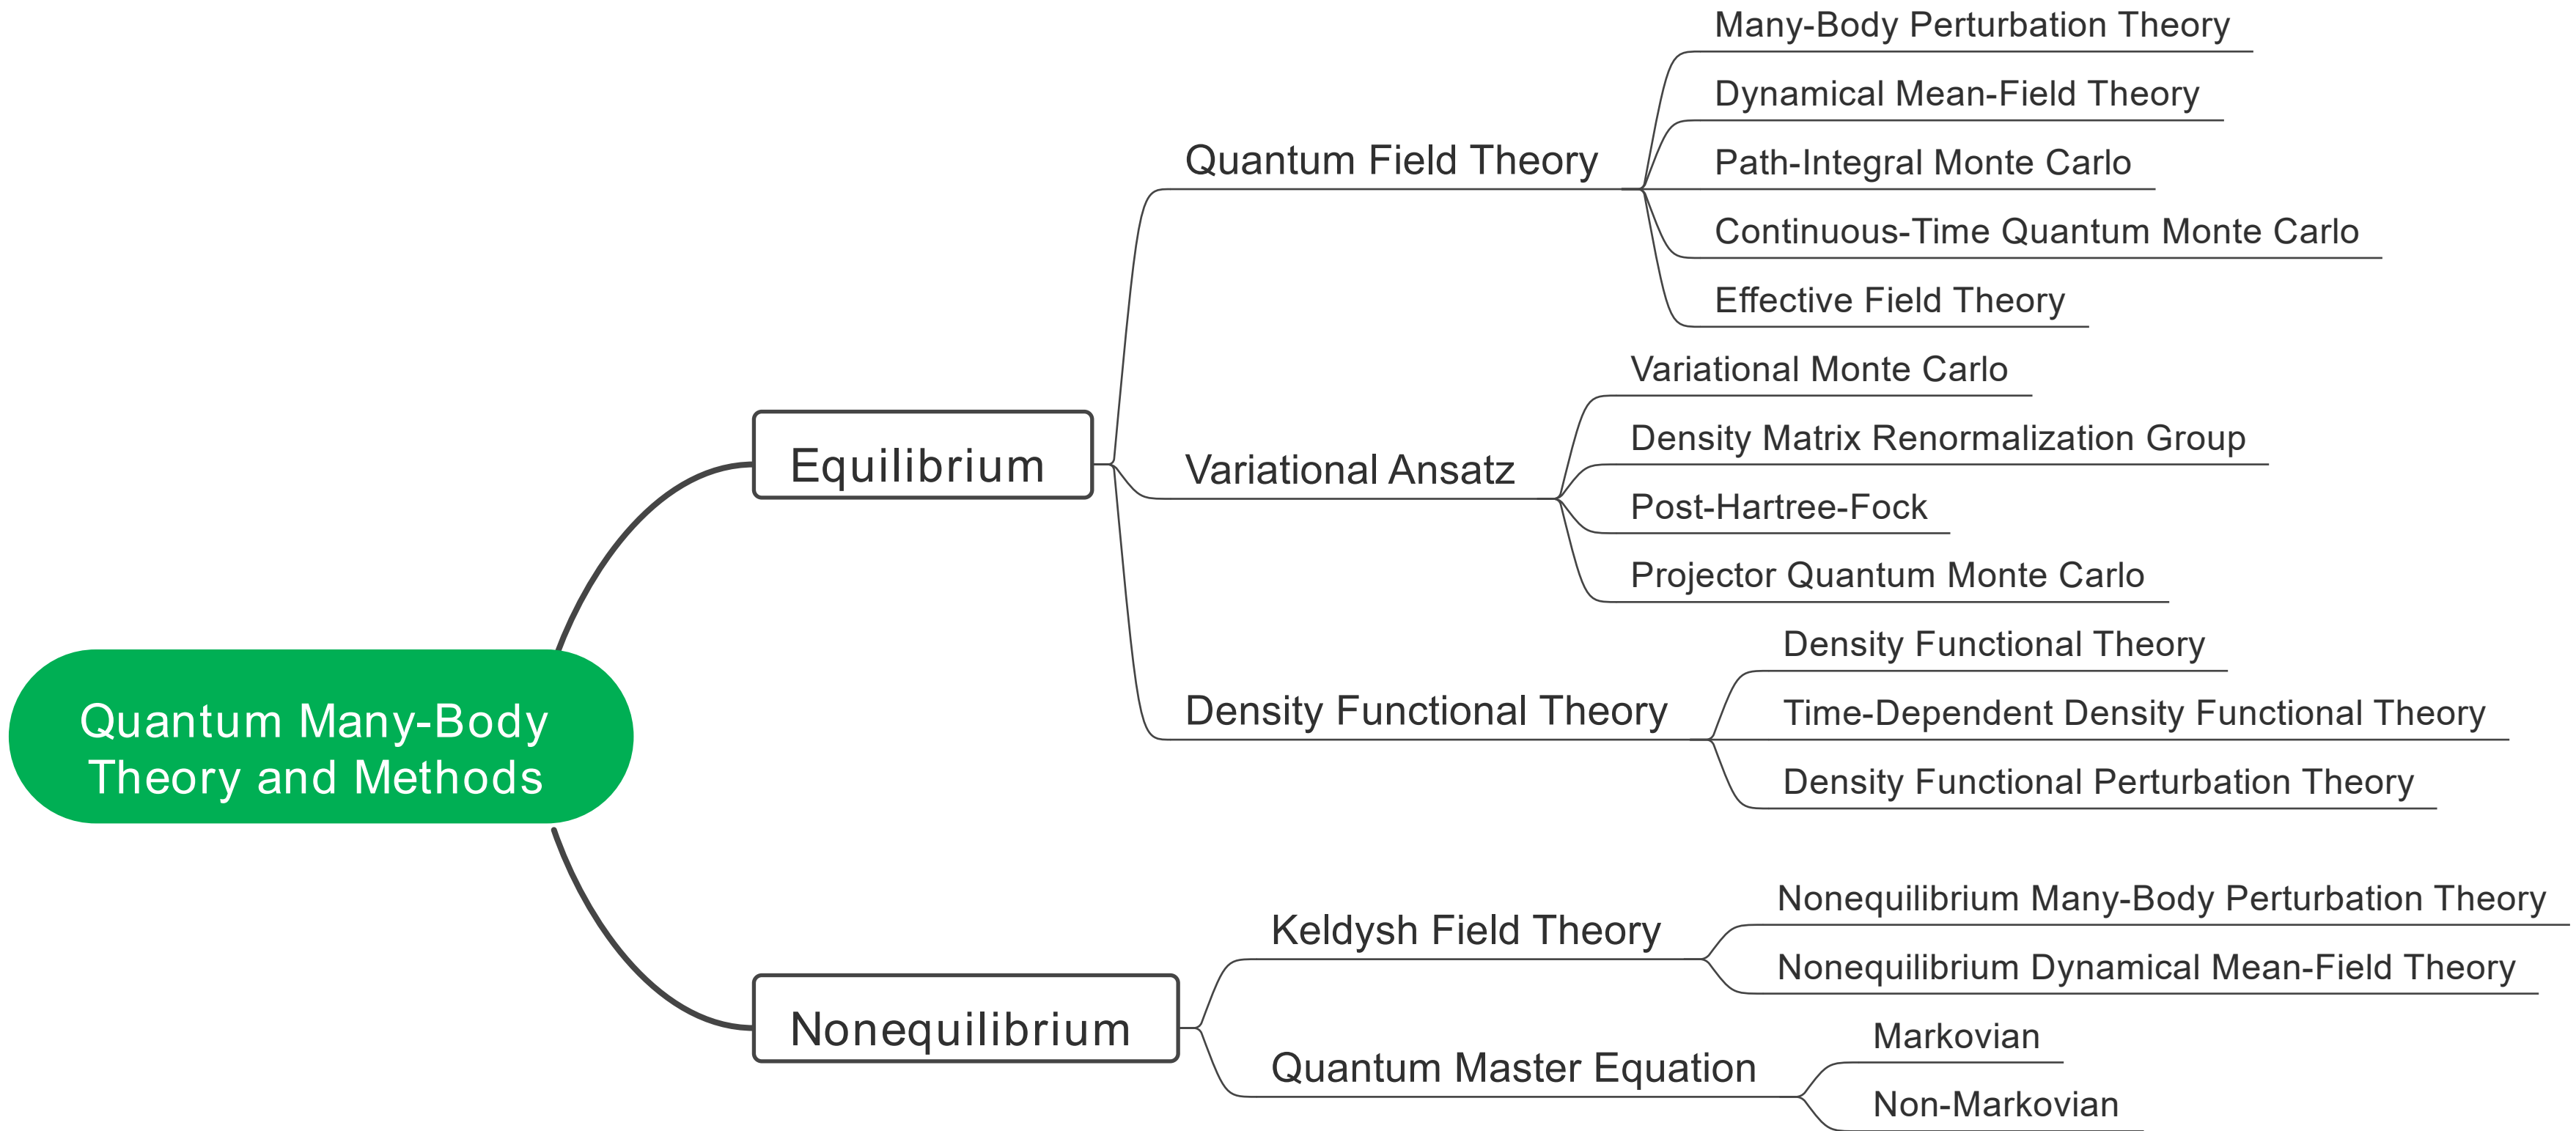 Many-Body Perturbation Theory
Dynamical Mean-Field Theory
Quantum Field Theory
Path-Integral Monte Carlo
Continuous-Time Quantum Monte Carlo
Effective Field Theory
Variational Monte Carlo
Equilibrium
Variational Ansatz
Density Matrix Renormalization Group
Post-Hartree-Fock
Projector Quantum Monte Carlo
Density Functional Theory
Density Functional Theory
Time-Dependent Density Functional Theory
Density Functional Perturbation Theory
Quantum Many-Body
Theory and Methods
Nonequilibrium Many-Body Perturbation Theory
Keldysh Field Theory
Nonequilibrium Dynamical Mean-Field Theory
Nonequilibrium
Markovian
Quantum Master Equation
Non-Markovian